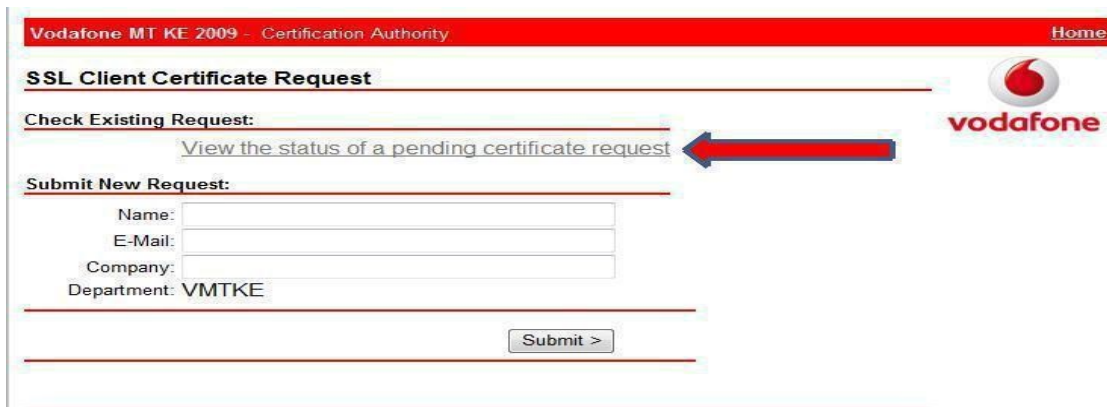 Vodafone MT KE 2009 - Certification Authority Home
SSL Client Certificate Request
vodafone
Check Existing Request:
View the status of a pending certificate request
Submit New Request:
Name:
E-Mail:
Company:
Department: VMTKE
Submit >